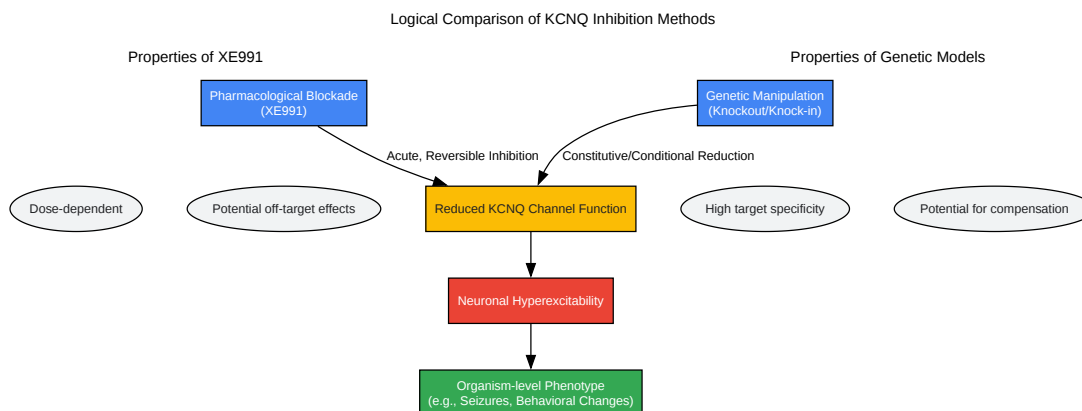 Logical Comparison of KCNQ Inhibition Methods
Properties of XE991
Properties of Genetic Models
Pharmacological Blockade
(XE991)
Genetic Manipulation
(Knockout/Knock-in)
Acute, Reversible Inhibition
Constitutive/Conditional Reduction
Dose-dependent
Potential off-target effects
Reduced KCNQ Channel Function
High target specificity
Potential for compensation
Neuronal Hyperexcitability
Organism-level Phenotype
(e.g., Seizures, Behavioral Changes)